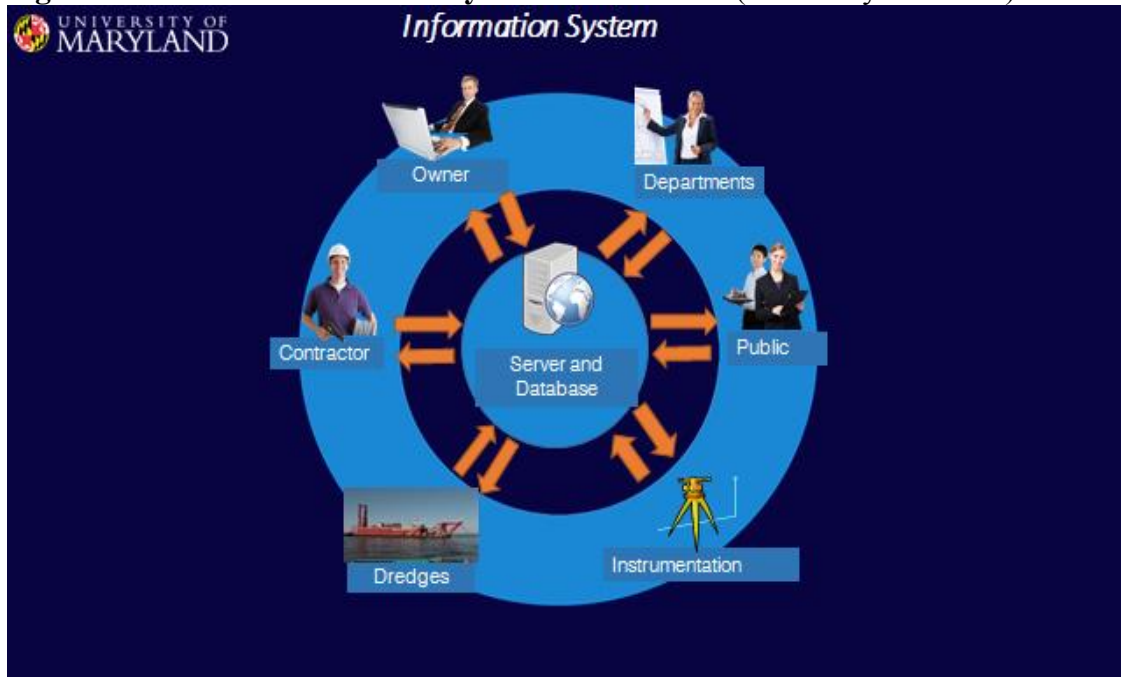 UNIVERSITY OF
MARYLAND
Information System
Owner
Departments
Contractor
Public
Server and
Database
Dredges
Instrumentation